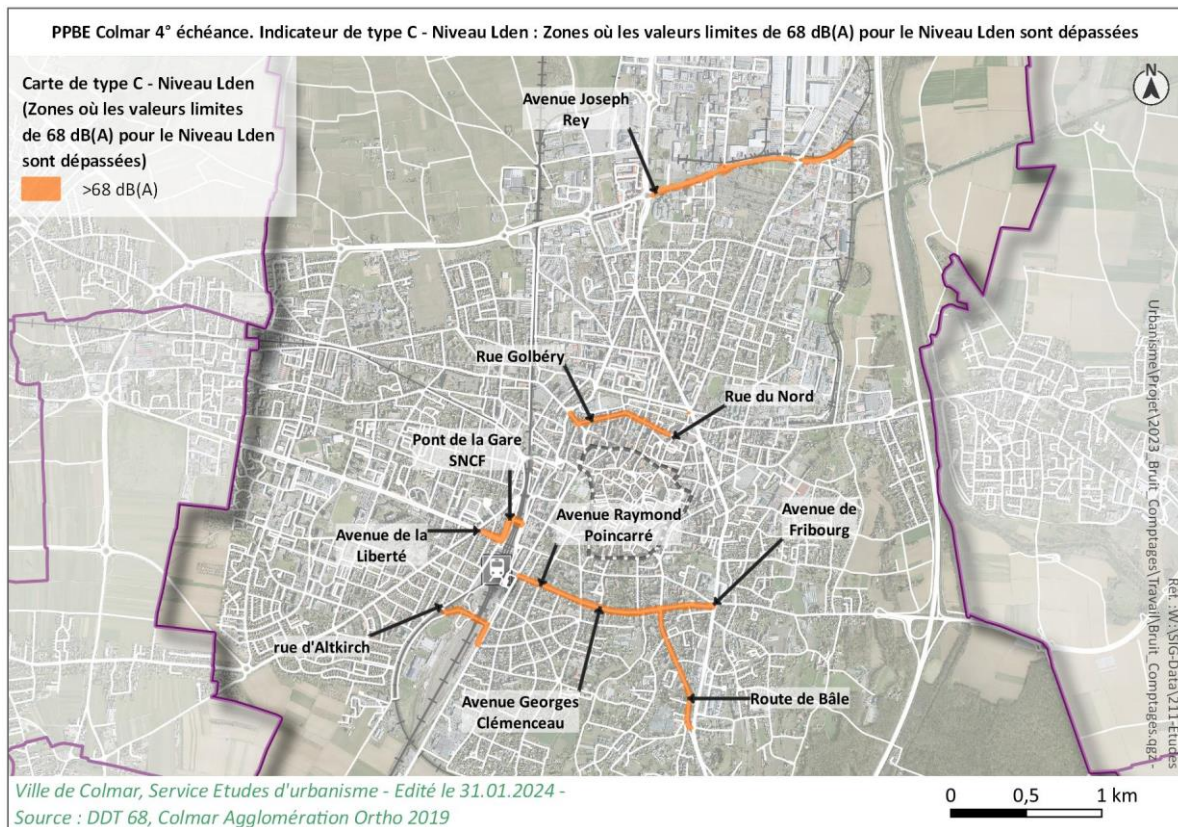 PPBE Colmar 4° échéance. Indicateur de type C - Niveau Lden : Zones où les valeurs limites de 68 dB(A) pour le Niveau Lden sont dépassées
Carte de type C - Niveau Lden
(Zones où les valeurs limites
de 68 dB(A) pour le Niveau Lden
sont dépassées)
>68 dB(A)
N
Avenue Joseph
Rey
Rue Golbéry
Rue du Nord
Pont de la Gare
SNCF
Avenue de la
Liberté
Avenue Raymond
Poincarré
Avenue de
Fribourg
rue d'Altkirch
Avenue Georges
Clémenceau
Route de Bâle
Ref. :W:\SIG-Data\211-Etudes
Urbanisme\Projet\2023_Bruit_Comptages\Travail\Bruit_Comptages.qgz -
Ville de Colmar, Service Etudes d'urbanisme - Edité le 31.01.2024 -
Source : DDT 68, Colmar Agglomération Ortho 2019
0 0,5 1 km